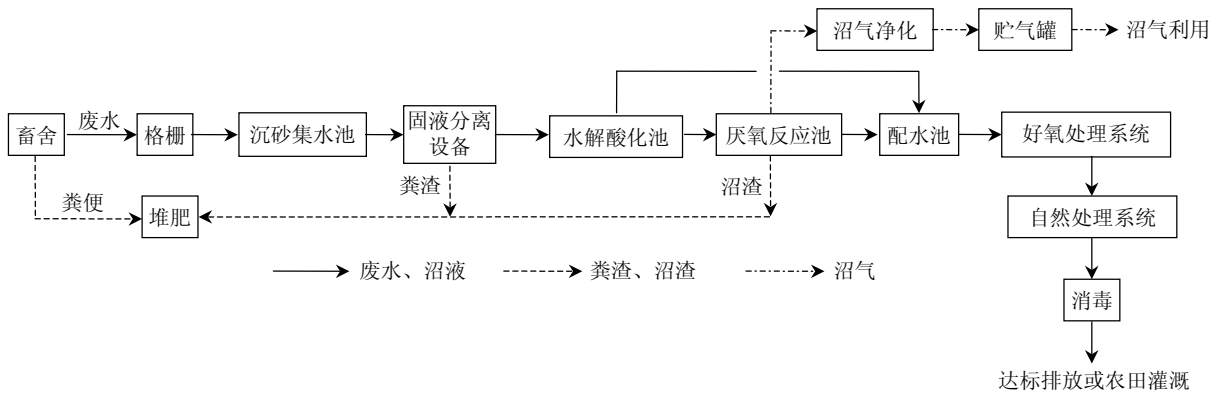 沼气净化
贮气罐
沼气利用
畜舍
废水
格栅
沉砂集水池
固液分离
设备
水解酸化池
厌氧反应池
配水池
好氧处理系统
粪渣
沼渣
粪便
堆肥
自然处理系统
废水、沼液
粪渣、沼渣
沼气
消毒
达标排放或农田灌溉